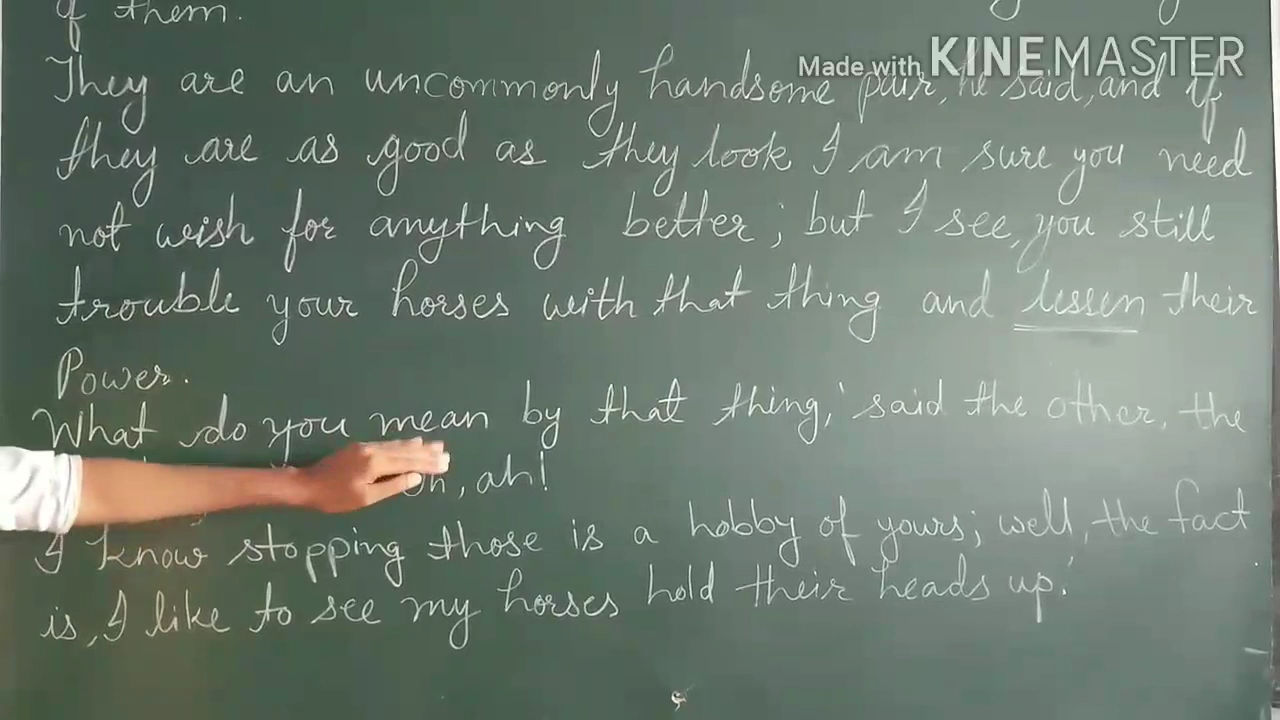 of them.
Made with KINEMASTER
They are an uncommonly handsome pair, he said, and if
they are as good as they look I am sure you need
not wish for anything better; but I see, you still
trouble your horses with that thing and lessen their
Power.
What do you mean by that thing,' said the other, the
oh, ah!
I know stopping those is a hobby of yours; well, the fact
is, I like to see my horses hold their heads up.'